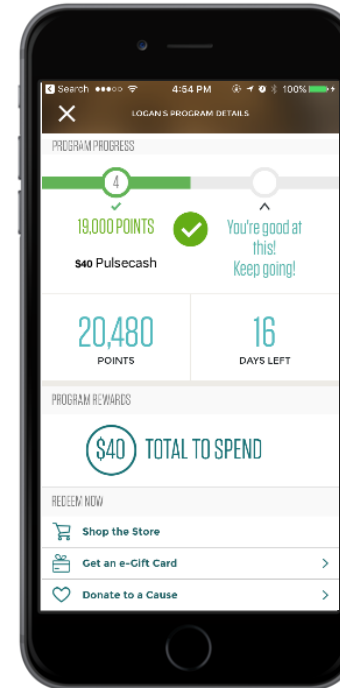 Search
4:54 PM
100%
LOGAN'S PROGRAM DETAILS
PROGRAM PROGRESS
4
19,000 POINTS
$40 Pulsecash
You're good at
this!
Keep going!
20,480
POINTS
16
DAYS LEFT
PROGRAM REWARDS
$40 TOTAL TO SPEND
REDEEM NOW
Shop the Store
Get an e-Gift Card
Donate to a Cause